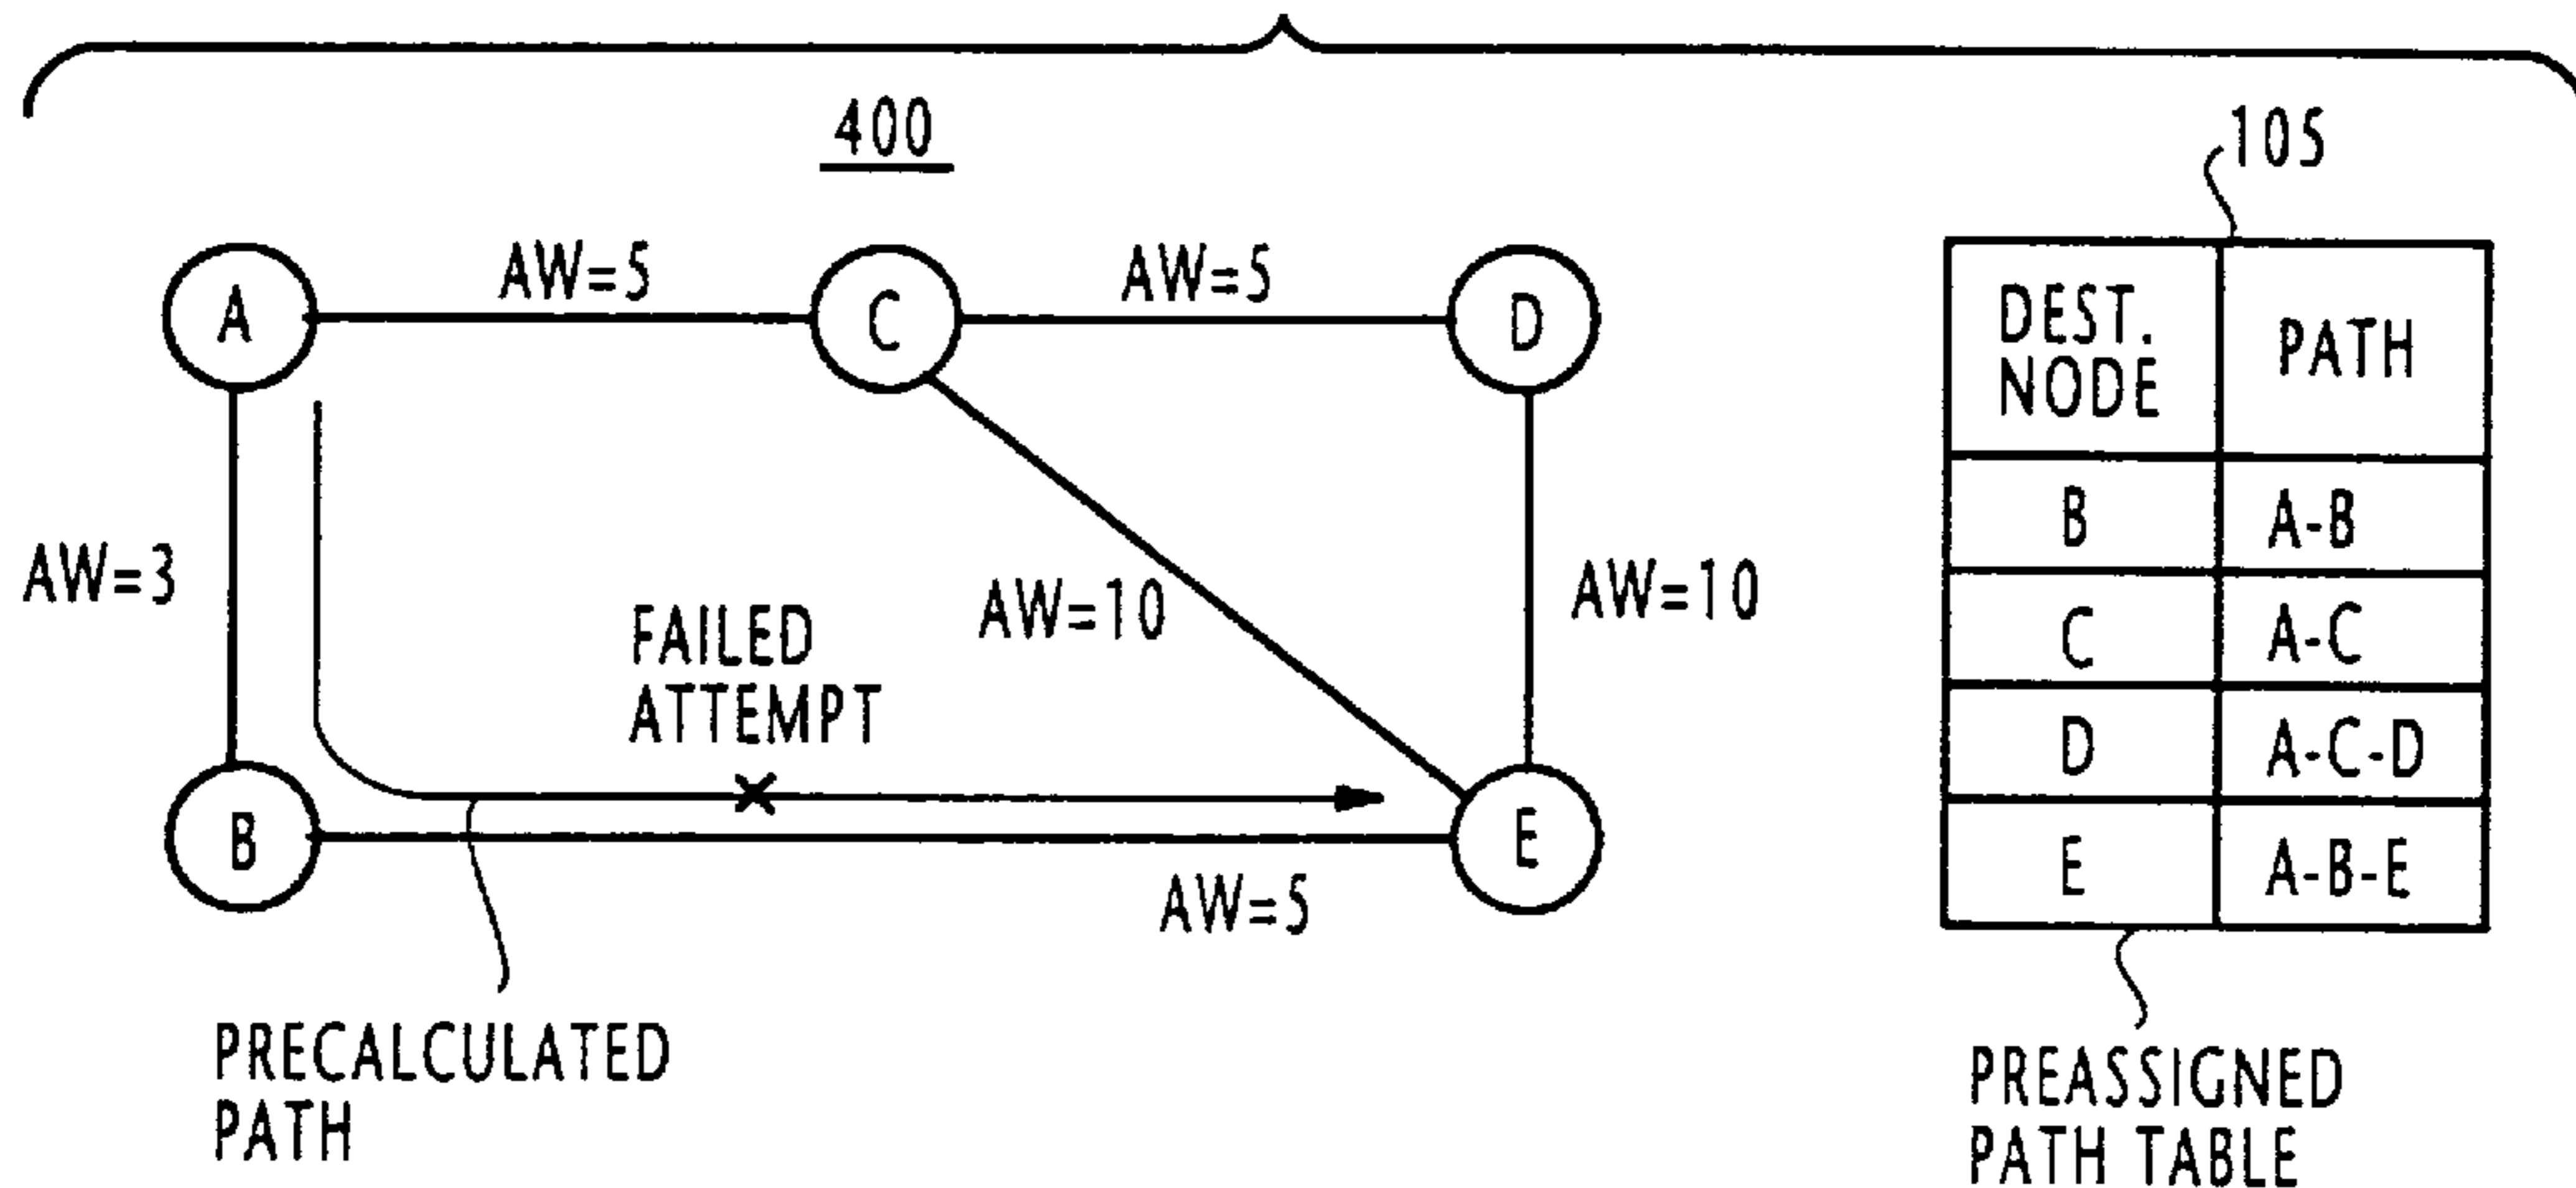 400
105
AW=5
AW=5
A
C
D
AW=3
AW=10
AW=10
FAILED
ATTEMPT
B
E
AW=5
PRECALCULATED
PATH
DEST.
NODE
PATH
B
A-B
C
A-C
D
A-C-D
E
A-B-E
PREASSIGNED
PATH TABLE